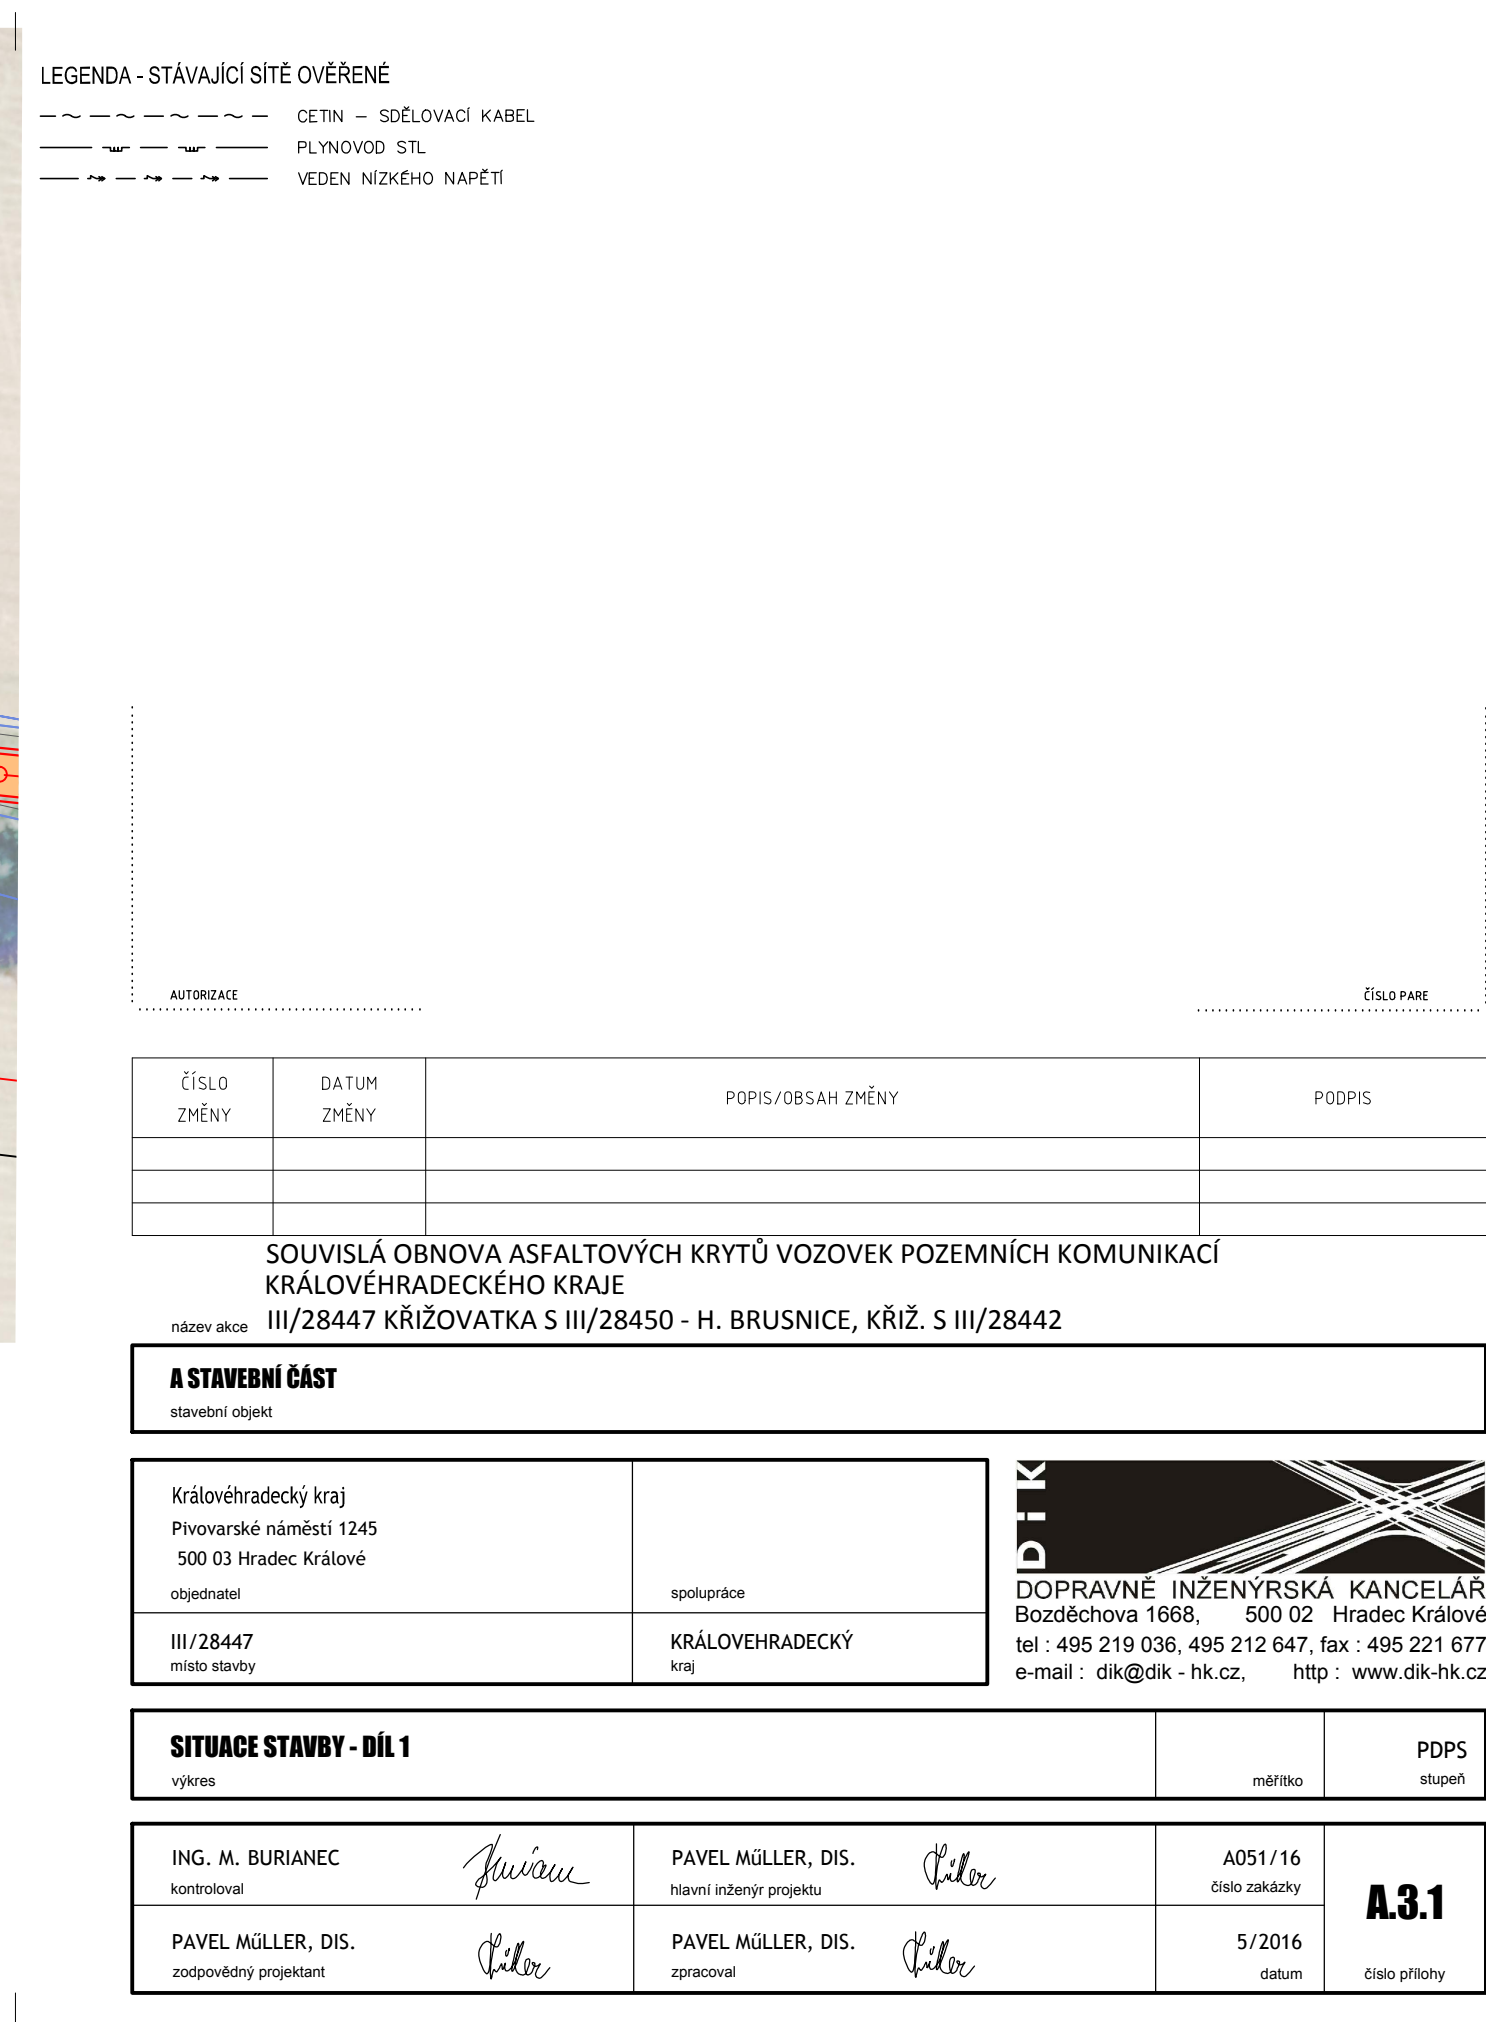 LEGENDA - STÁVAJÍCÍ SÍTĚ OVĚŘENÉ
CETIN – SDĚLOVACÍ KABEL
PLYNOVOD STL
VEDEN NÍZKÉHO NAPĚTÍ
AUTORIZACE
ČÍSLO PARE
ČÍSLO ZMĚNY
DATUM ZMĚNY
POPIS/OBSAH ZMĚNY
PODPIS
SOUVISLÁ OBNOVA ASFALTOVÝCH KRYTŮ VOZOVEK POZEMNÍCH KOMUNIKACÍ
KRÁLOVÉHRADECKÉHO KRAJE
název akce III/28447 KŘIŽOVATKA S III/28450 - H. BRUSNICE, KŘIŽ. S III/28442
A STAVEBNÍ ČÁST
stavební objekt
Královéhradecký kraj
Pivovarské náměstí 1245
500 03 Hradec Králové
objednatel
spolupráce
III/28447
místo stavby
KRÁLOVEHRADECKÝ
kraj
DiK
DOPRAVNĚ INŽENÝRSKÁ KANCELÁŘ
Bozděchova 1668, 500 02 Hradec Králové
tel : 495 219 036, 495 212 647, fax : 495 221 677
e-mail : dik@dik - hk.cz, http : www.dik-hk.cz
SITUACE STAVBY - DÍL 1
výkres
měřítko
PDPS
stupeň
ING. M. BURIANEC
kontroloval
PAVEL MűLLER, DIS.
hlavní inženýr projektu
A051/16
číslo zakázky
PAVEL MűLLER, DIS.
zodpovědný projektant
PAVEL MűLLER, DIS.
zpracoval
5/2016
datum
A.3.1
číslo přílohy